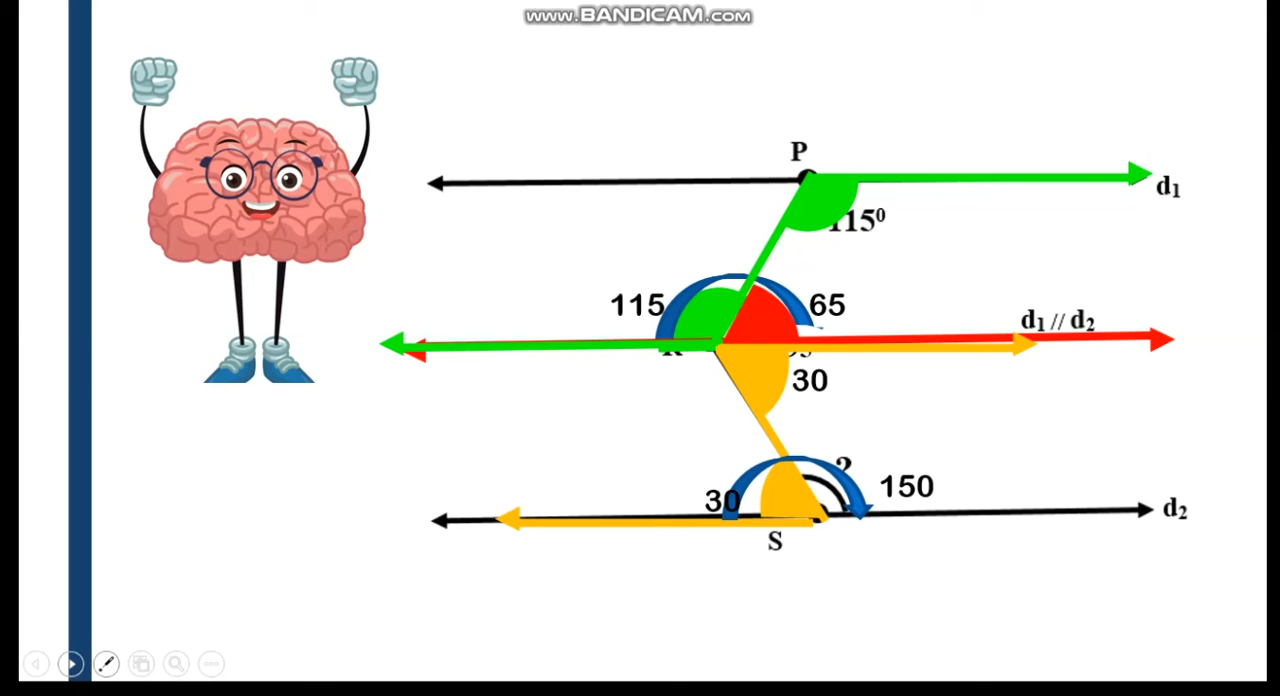 www.BANDICAM.com
P
d₁
115⁰
115
65
d₁ // d₂
30
30
?
150
d₂
S